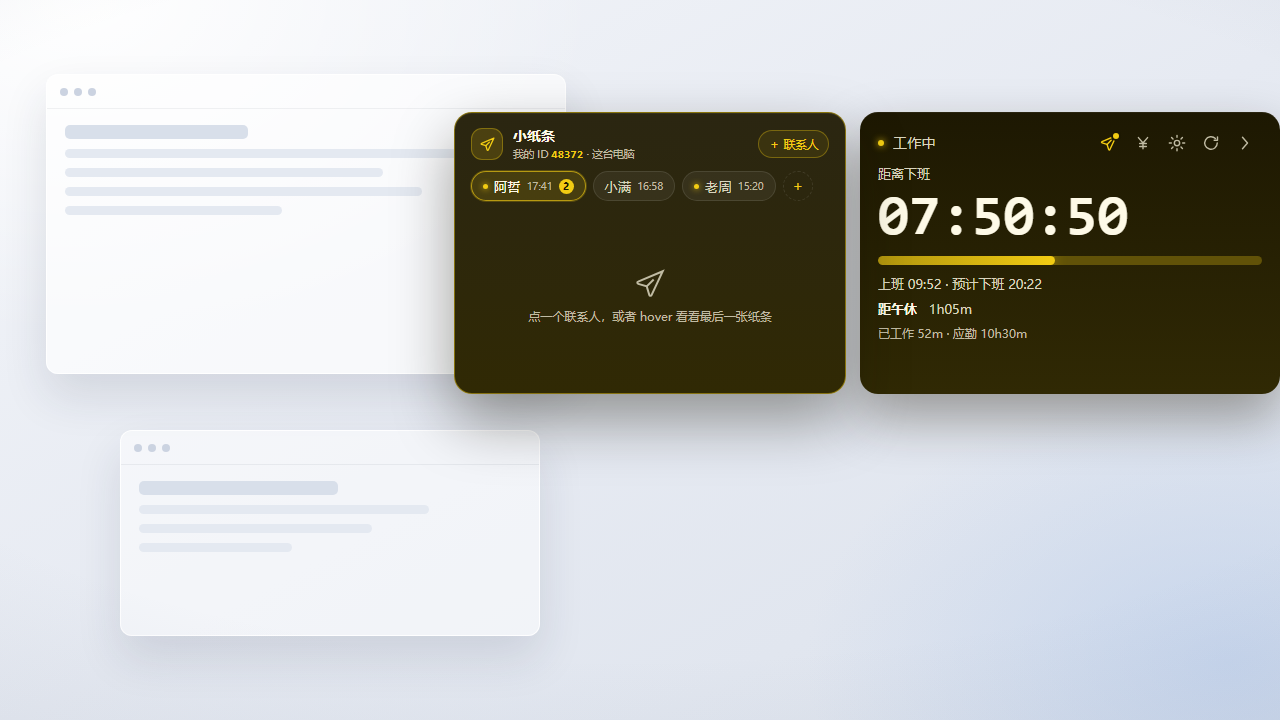 小纸条
我的 ID 48372 · 这台电脑
+ 联系人
阿哲 17:41 2
小满 16:58
老周 15:20
+
点一个联系人，或者 hover 看看最后一张纸条
工作中
¥
距离下班
07:50:50
上班 09:52 · 预计下班 20:22
距午休 1h05m
已工作 52m · 应勤 10h30m